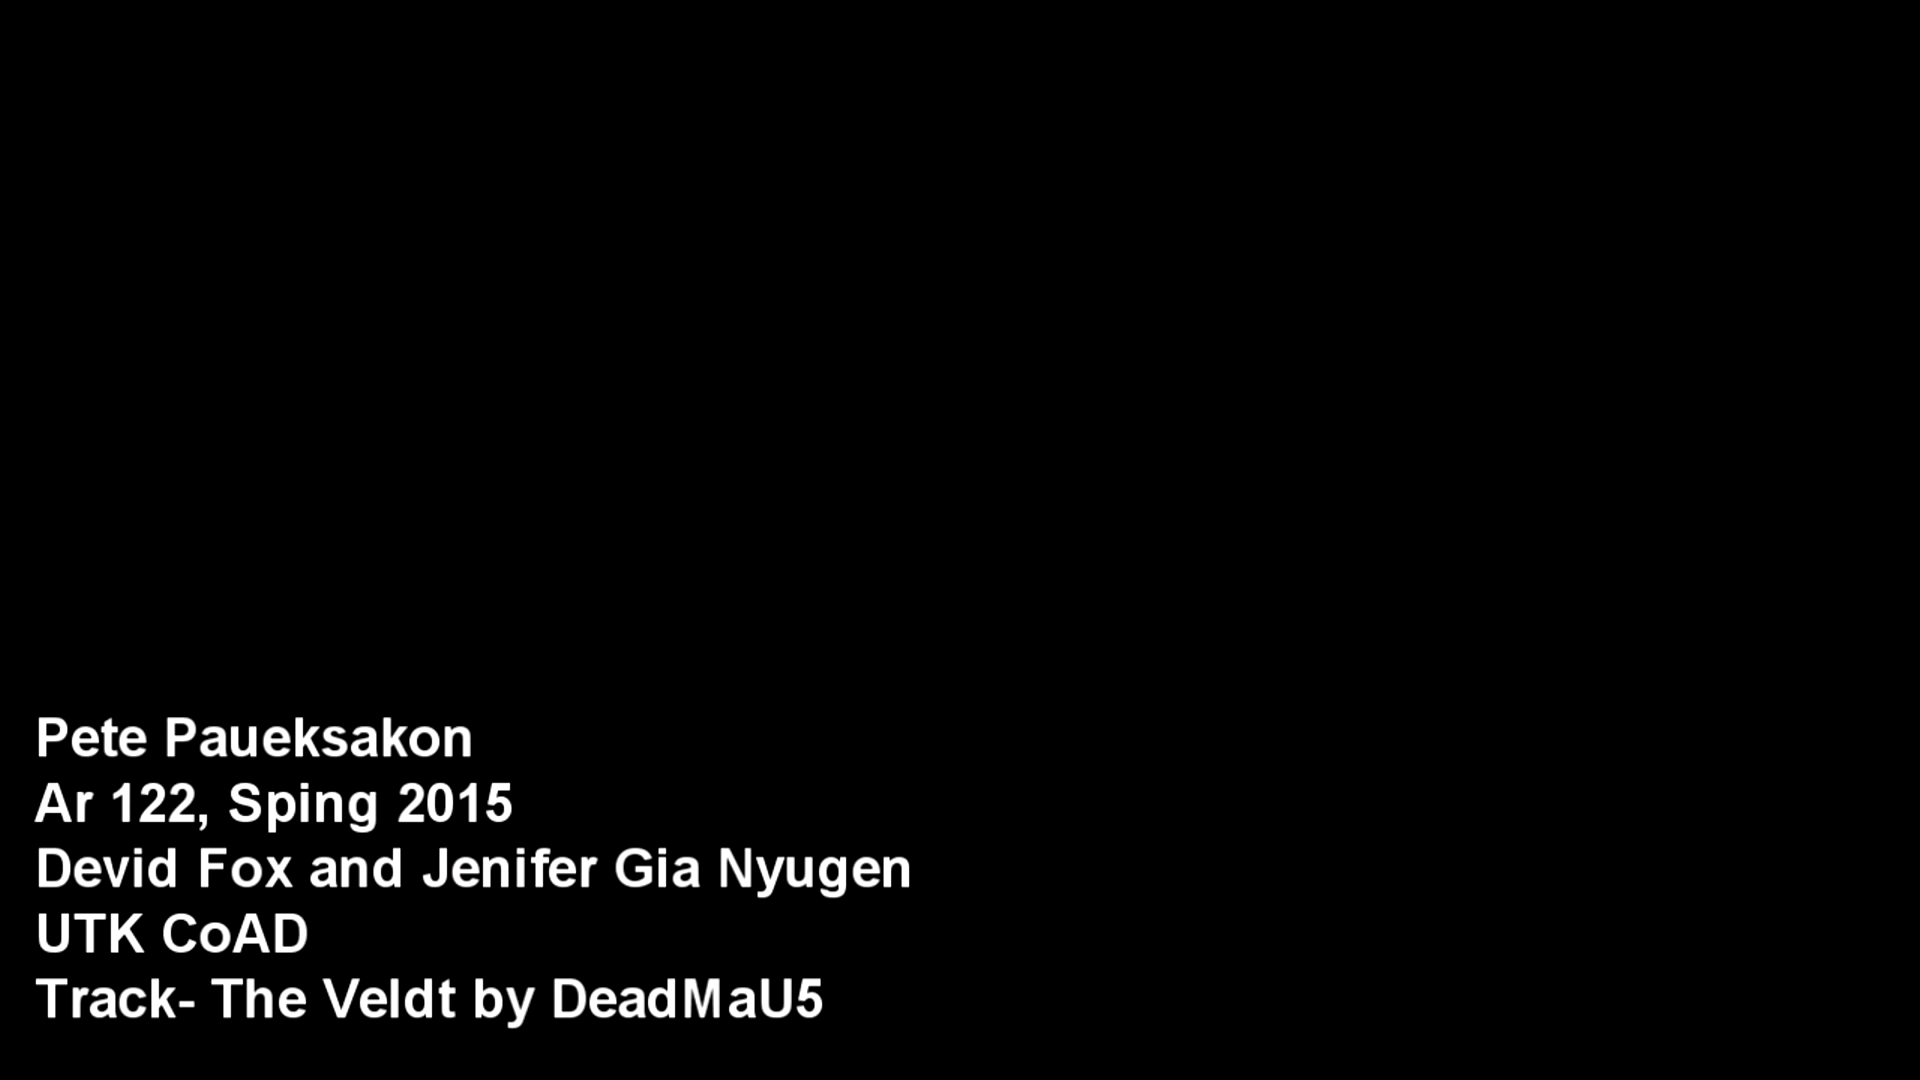 Pete Paueksakon
Ar 122, Sping 2015
Devid Fox and Jenifer Gia Nyugen
UTK CoAD
Track- The Veldt by DeadMaU5